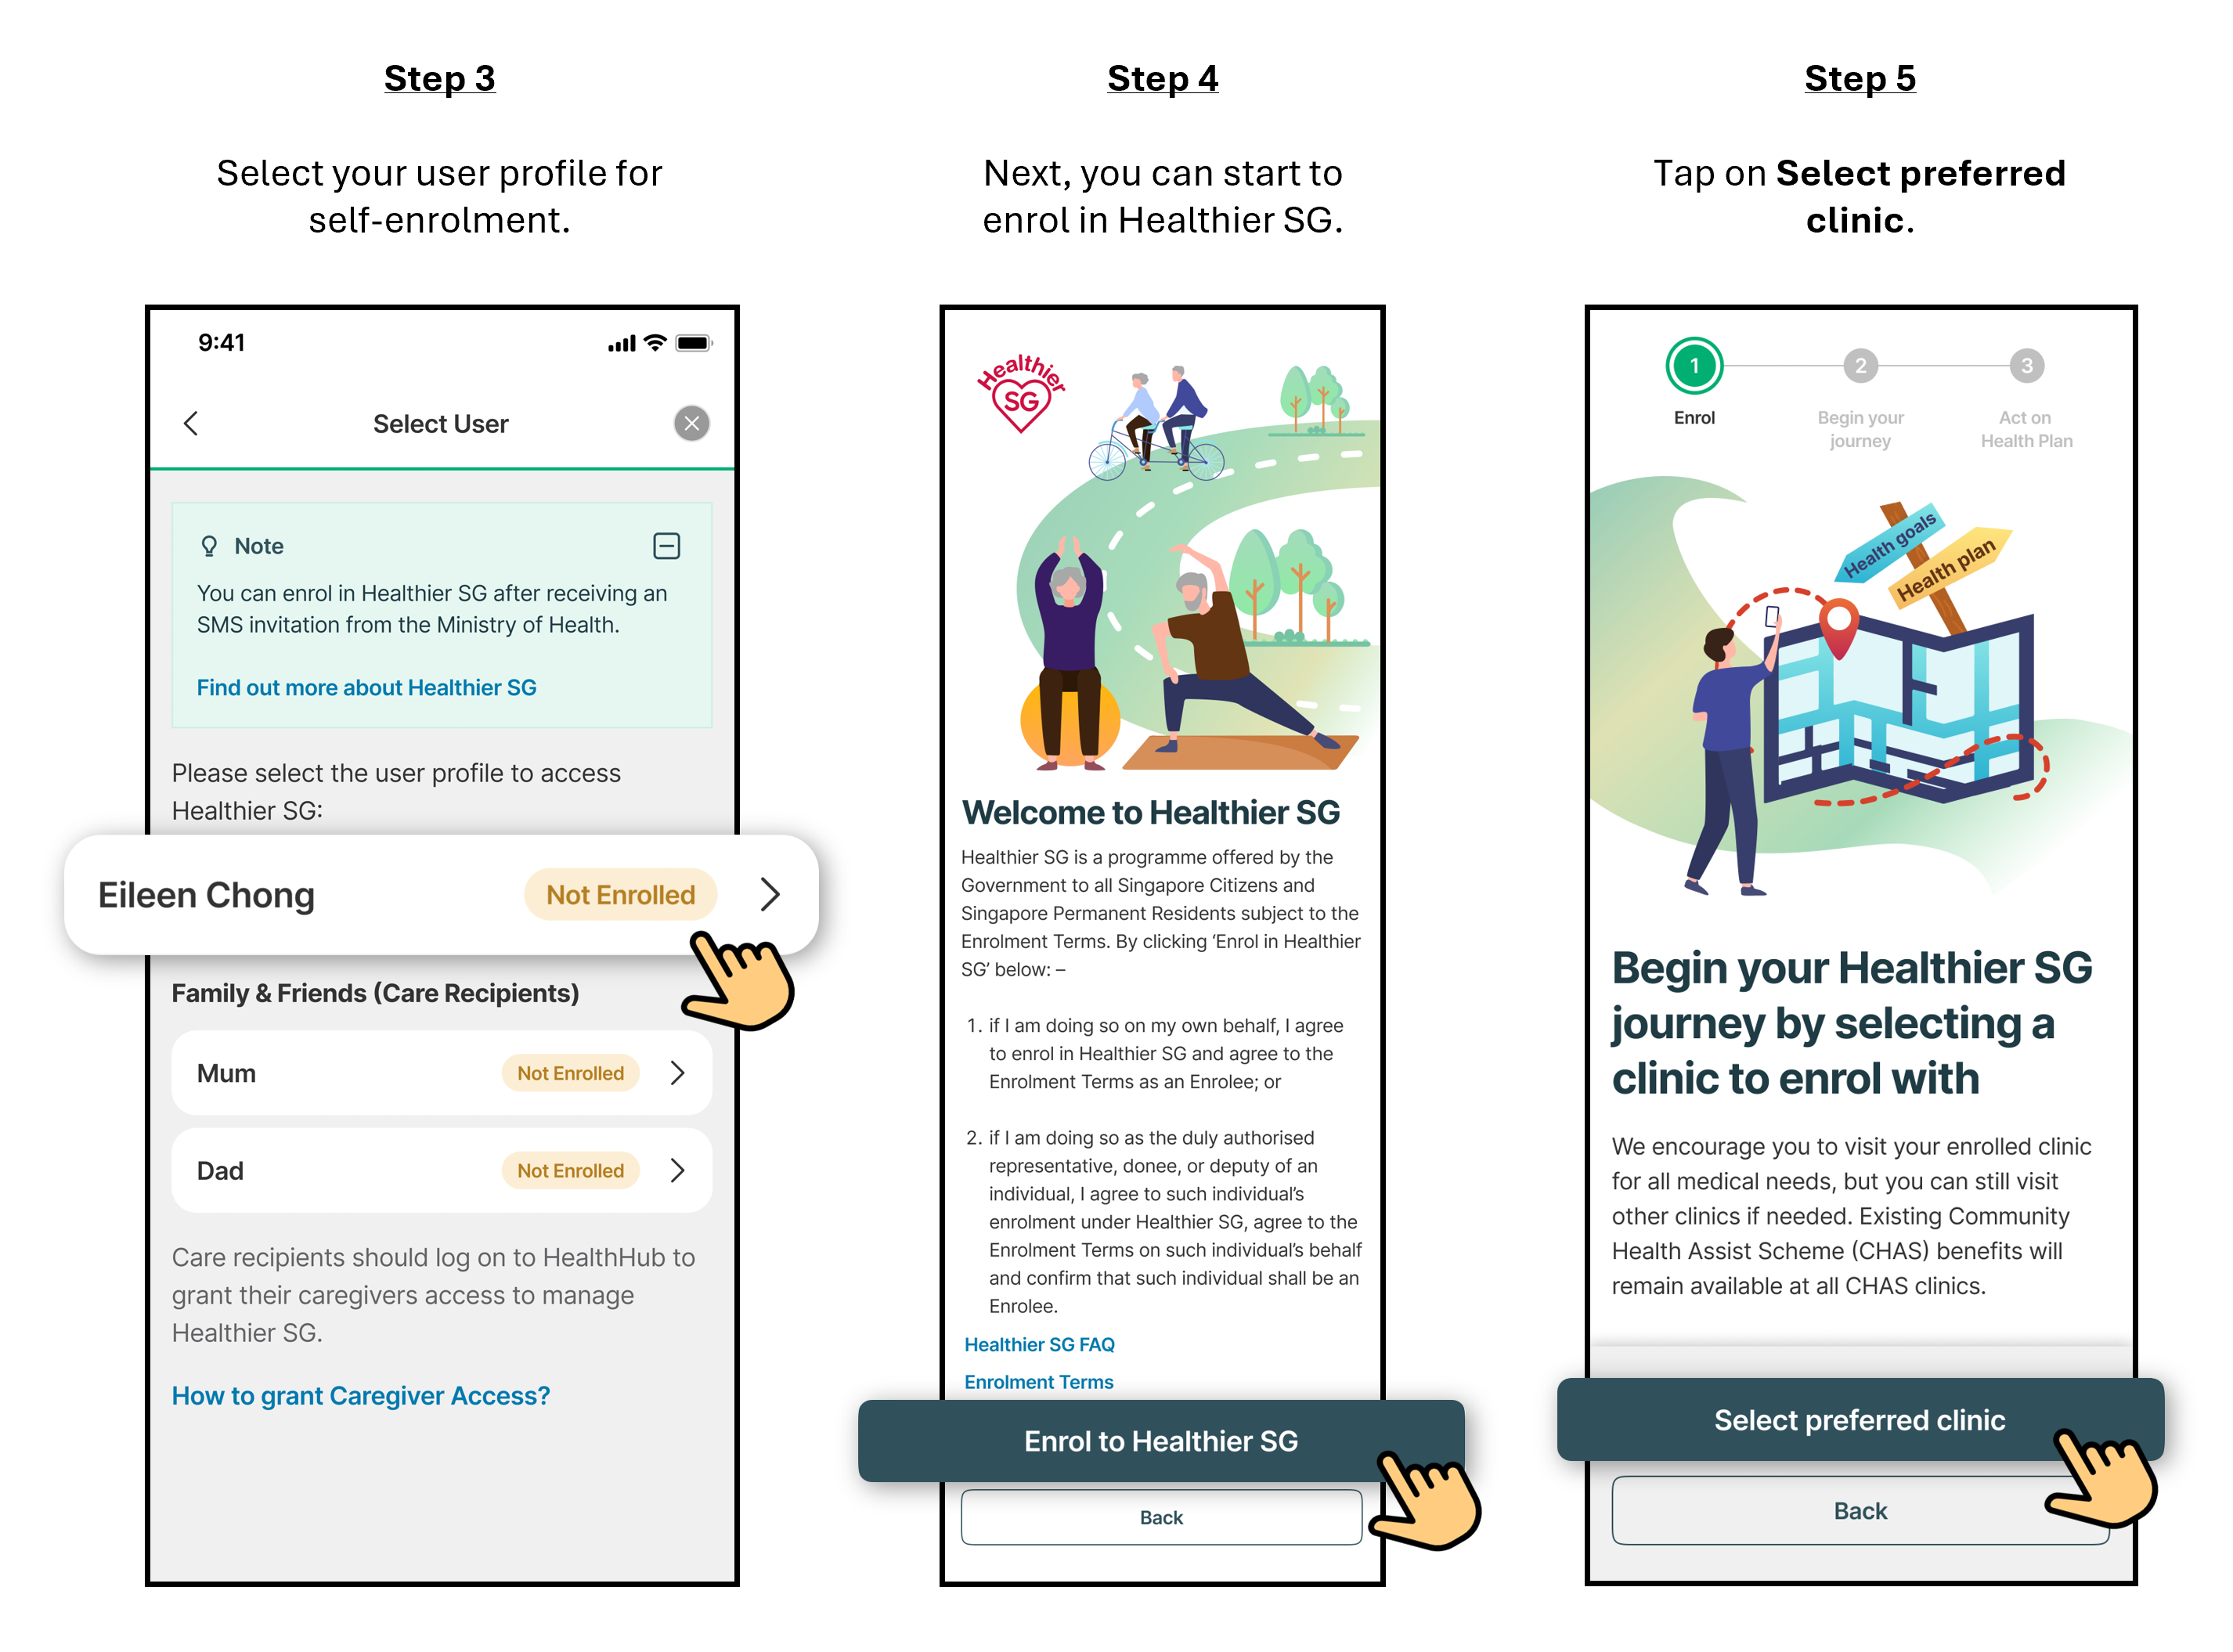 Step 3
Select your user profile for
self-enrolment.
9:41
Select User
Note
You can enrol in Healthier SG after receiving an
SMS invitation from the Ministry of Health.
Find out more about Healthier SG
Please select the user profile to access
Healthier SG:
Eileen Chong
Not Enrolled
Family & Friends (Care Recipients)
Mum
Not Enrolled
Dad
Not Enrolled
Care recipients should log on to HealthHub to
grant their caregivers access to manage
Healthier SG.
How to grant Caregiver Access?
Step 4
Next, you can start to
enrol in Healthier SG.
Healthier
SG
Welcome to Healthier SG
Healthier SG is a programme offered by the
Government to all Singapore Citizens and
Singapore Permanent Residents subject to the
Enrolment Terms. By clicking ‘Enrol in Healthier
SG’ below: –
1. if I am doing so on my own behalf, I agree
to enrol in Healthier SG and agree to the
Enrolment Terms as an Enrolee; or
2. if I am doing so as the duly authorised
representative, donee, or deputy of an
individual, I agree to such individual’s
enrolment under Healthier SG, agree to the
Enrolment Terms on such individual’s behalf
and confirm that such individual shall be an
Enrolee.
Healthier SG FAQ
Enrolment Terms
Enrol to Healthier SG
Back
Step 5
Tap on Select preferred
clinic.
1
2
3
Enrol
Begin your
journey
Act on
Health Plan
Health goals
Health plan
Begin your Healthier SG
journey by selecting a
clinic to enrol with
We encourage you to visit your enrolled clinic
for all medical needs, but you can still visit
other clinics if needed. Existing Community
Health Assist Scheme (CHAS) benefits will
remain available at all CHAS clinics.
Select preferred clinic
Back